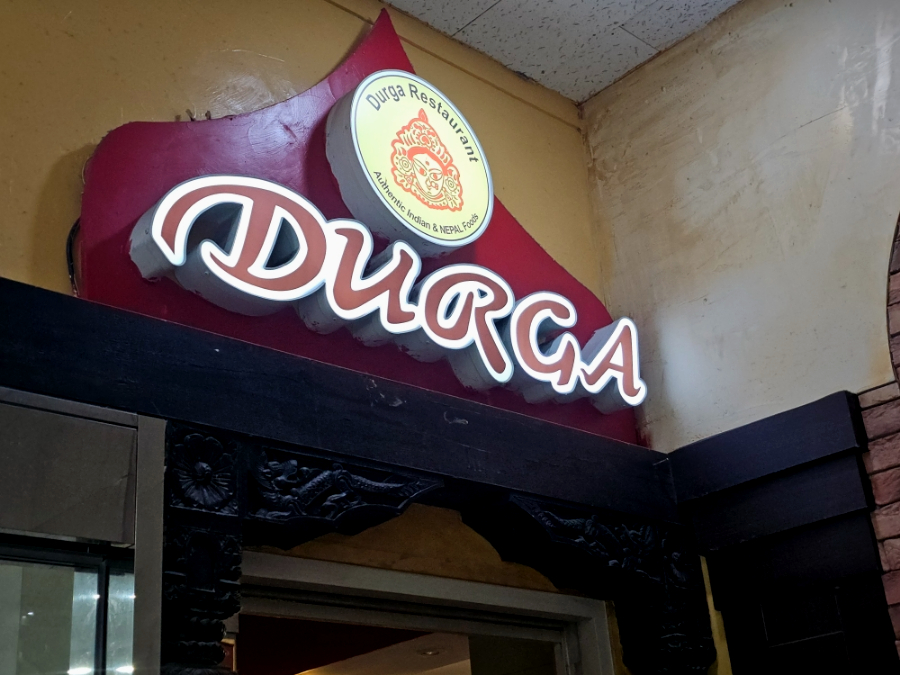 Durga Restaurant
Authentic Indian & NEPAL Foods
DURGA